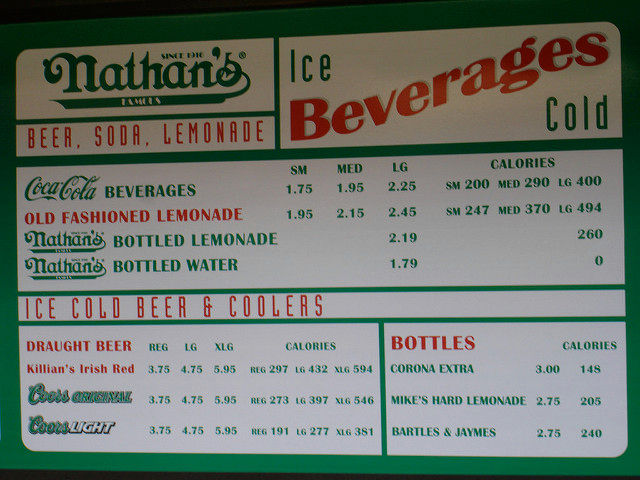 SINCE 1916
Nathan's®
FAMOUS
BEER, SODA, LEMONADE
Ice
Beverages
Cold
SM MED LG CALORIES
Coca-Cola BEVERAGES 1.75 1.95 2.25 SM 200 MED 290 LG 400
OLD FASHIONED LEMONADE 1.95 2.15 2.45 SM 247 MED 370 LG 494
Nathan's FAMOUS BOTTLED LEMONADE 2.19 260
Nathan's FAMOUS BOTTLED WATER 1.79 0
ICE COLD BEER & COOLERS
DRAUGHT BEER REG LG XLG CALORIES
Killian's Irish Red 3.75 4.75 5.95 REG 297 LG 432 XLG 594
Coors ORIGINAL 3.75 4.75 5.95 REG 273 LG 397 XLG 546
Coors LIGHT 3.75 4.75 5.95 REG 191 LG 277 XLG 381
BOTTLES CALORIES
CORONA EXTRA 3.00 148
MIKE'S HARD LEMONADE 2.75 205
BARTLES & JAYMES 2.75 240